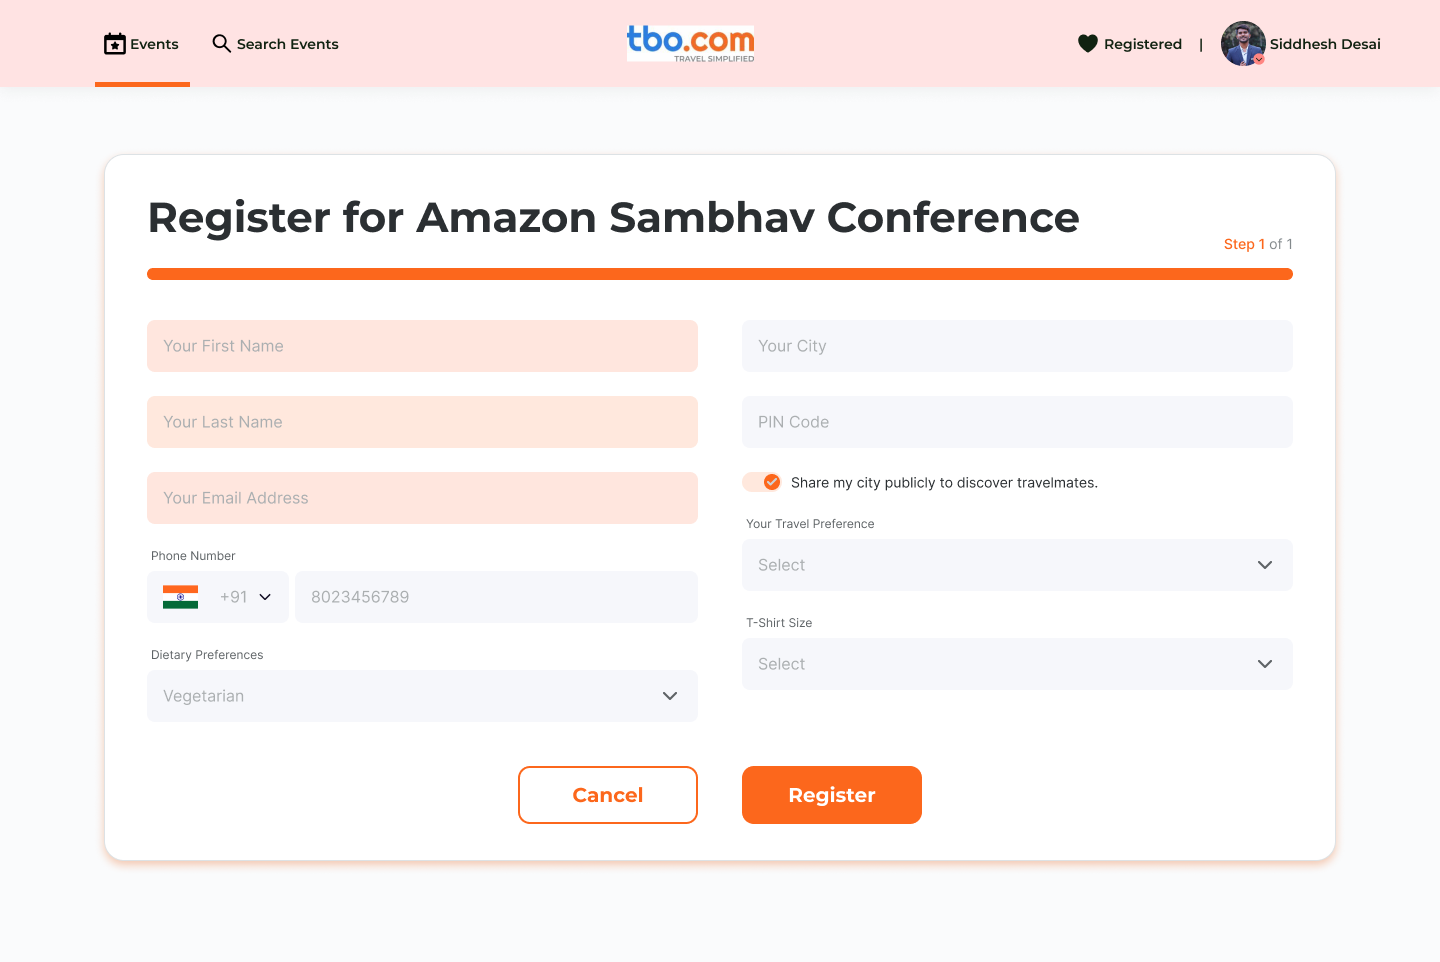 Events
Search Events
tbo.com
TRAVEL SIMPLIFIED
Registered
|
Siddhesh Desai
Register for Amazon Sambhav Conference
Step 1 of 1
Your First Name
Your Last Name
Your Email Address
Phone Number
+91
8023456789
Dietary Preferences
Vegetarian
Your City
PIN Code
Share my city publicly to discover travelmates.
Your Travel Preference
Select
T-Shirt Size
Select
Cancel
Register